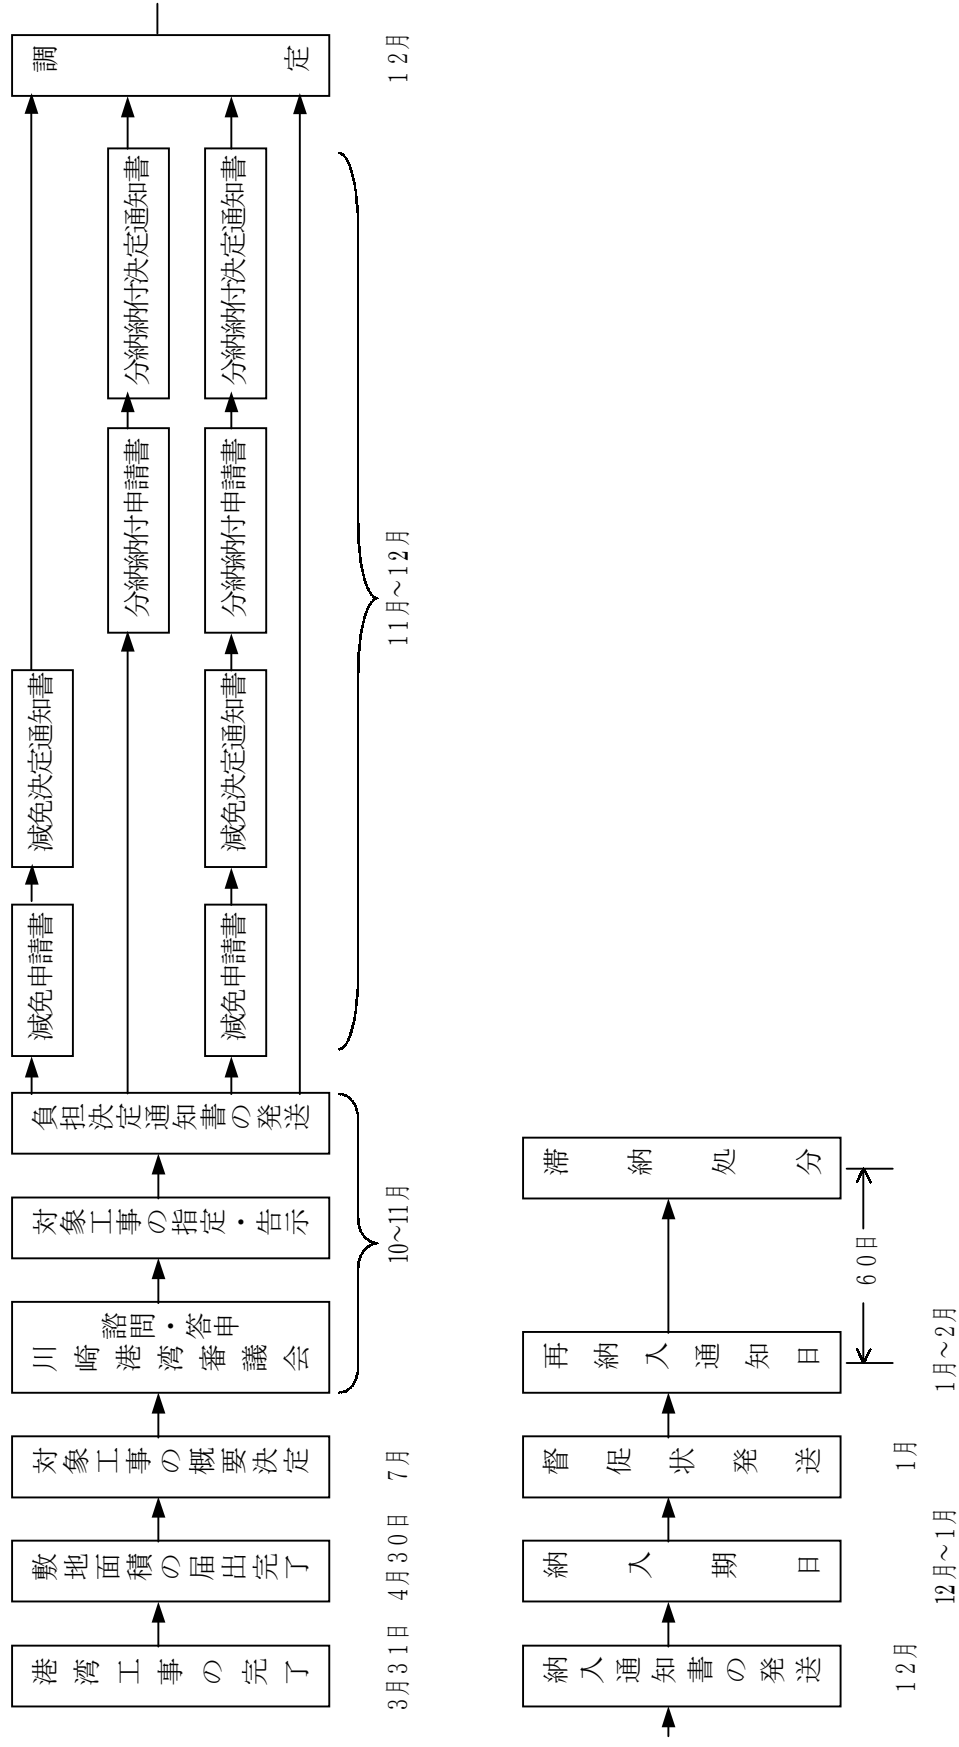 港湾工事の完了
敷地面積の届出完了
対象工事の概要決定
川崎港湾審議会
諮問・答申
対象工事の指定・告示
負担決定通知書の発送
減免申請書
減免決定通知書
分納納付申請書
分納納付決定通知書
減免申請書
減免決定通知書
分納納付申請書
分納納付決定通知書
調定
3月31日
4月30日
7月
10〜11月
11月〜12月
12月
納入通知書の発送
納入期日
督促状発送
再納入通知日
滞納処分
60日
12月
12月〜1月
1月
1月〜2月